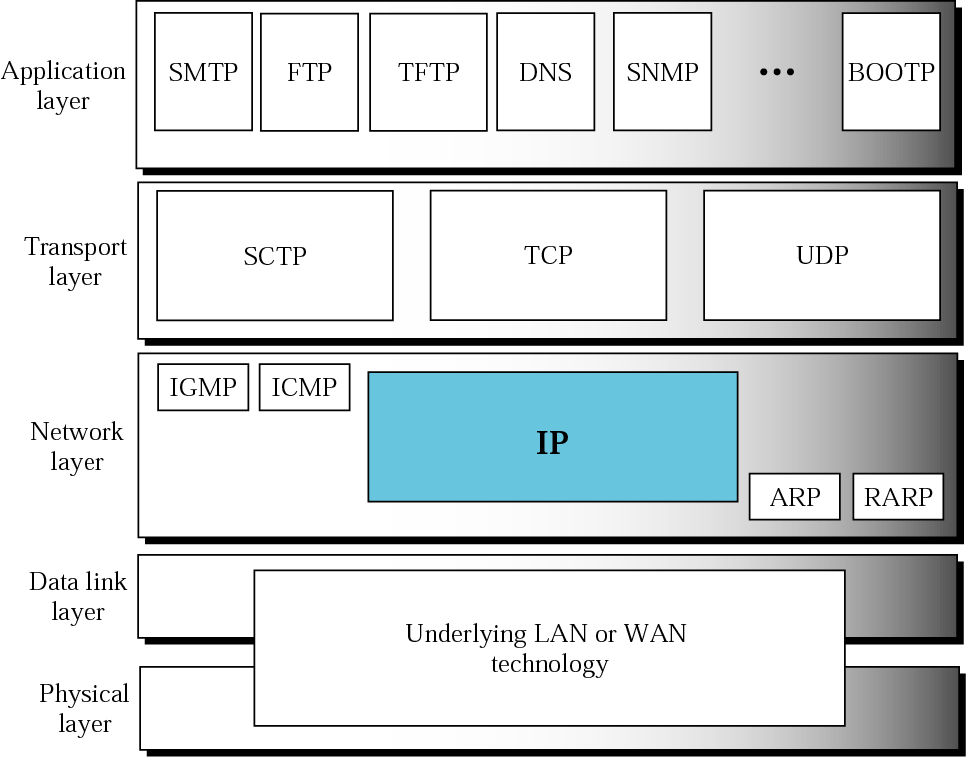 Application
layer
SMTP
FTP
TFTP
DNS
SNMP
...
BOOTP
Transport
layer
SCTP
TCP
UDP
Network
layer
IGMP
ICMP
IP
ARP
RARP
Data link
layer
Underlying LAN or WAN
technology
Physical
layer